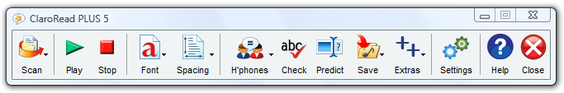 ClaroRead PLUS 5
a abc
Scan Play Stop Font Spacing H'phones Check Predict Save Extras Settings Help Close